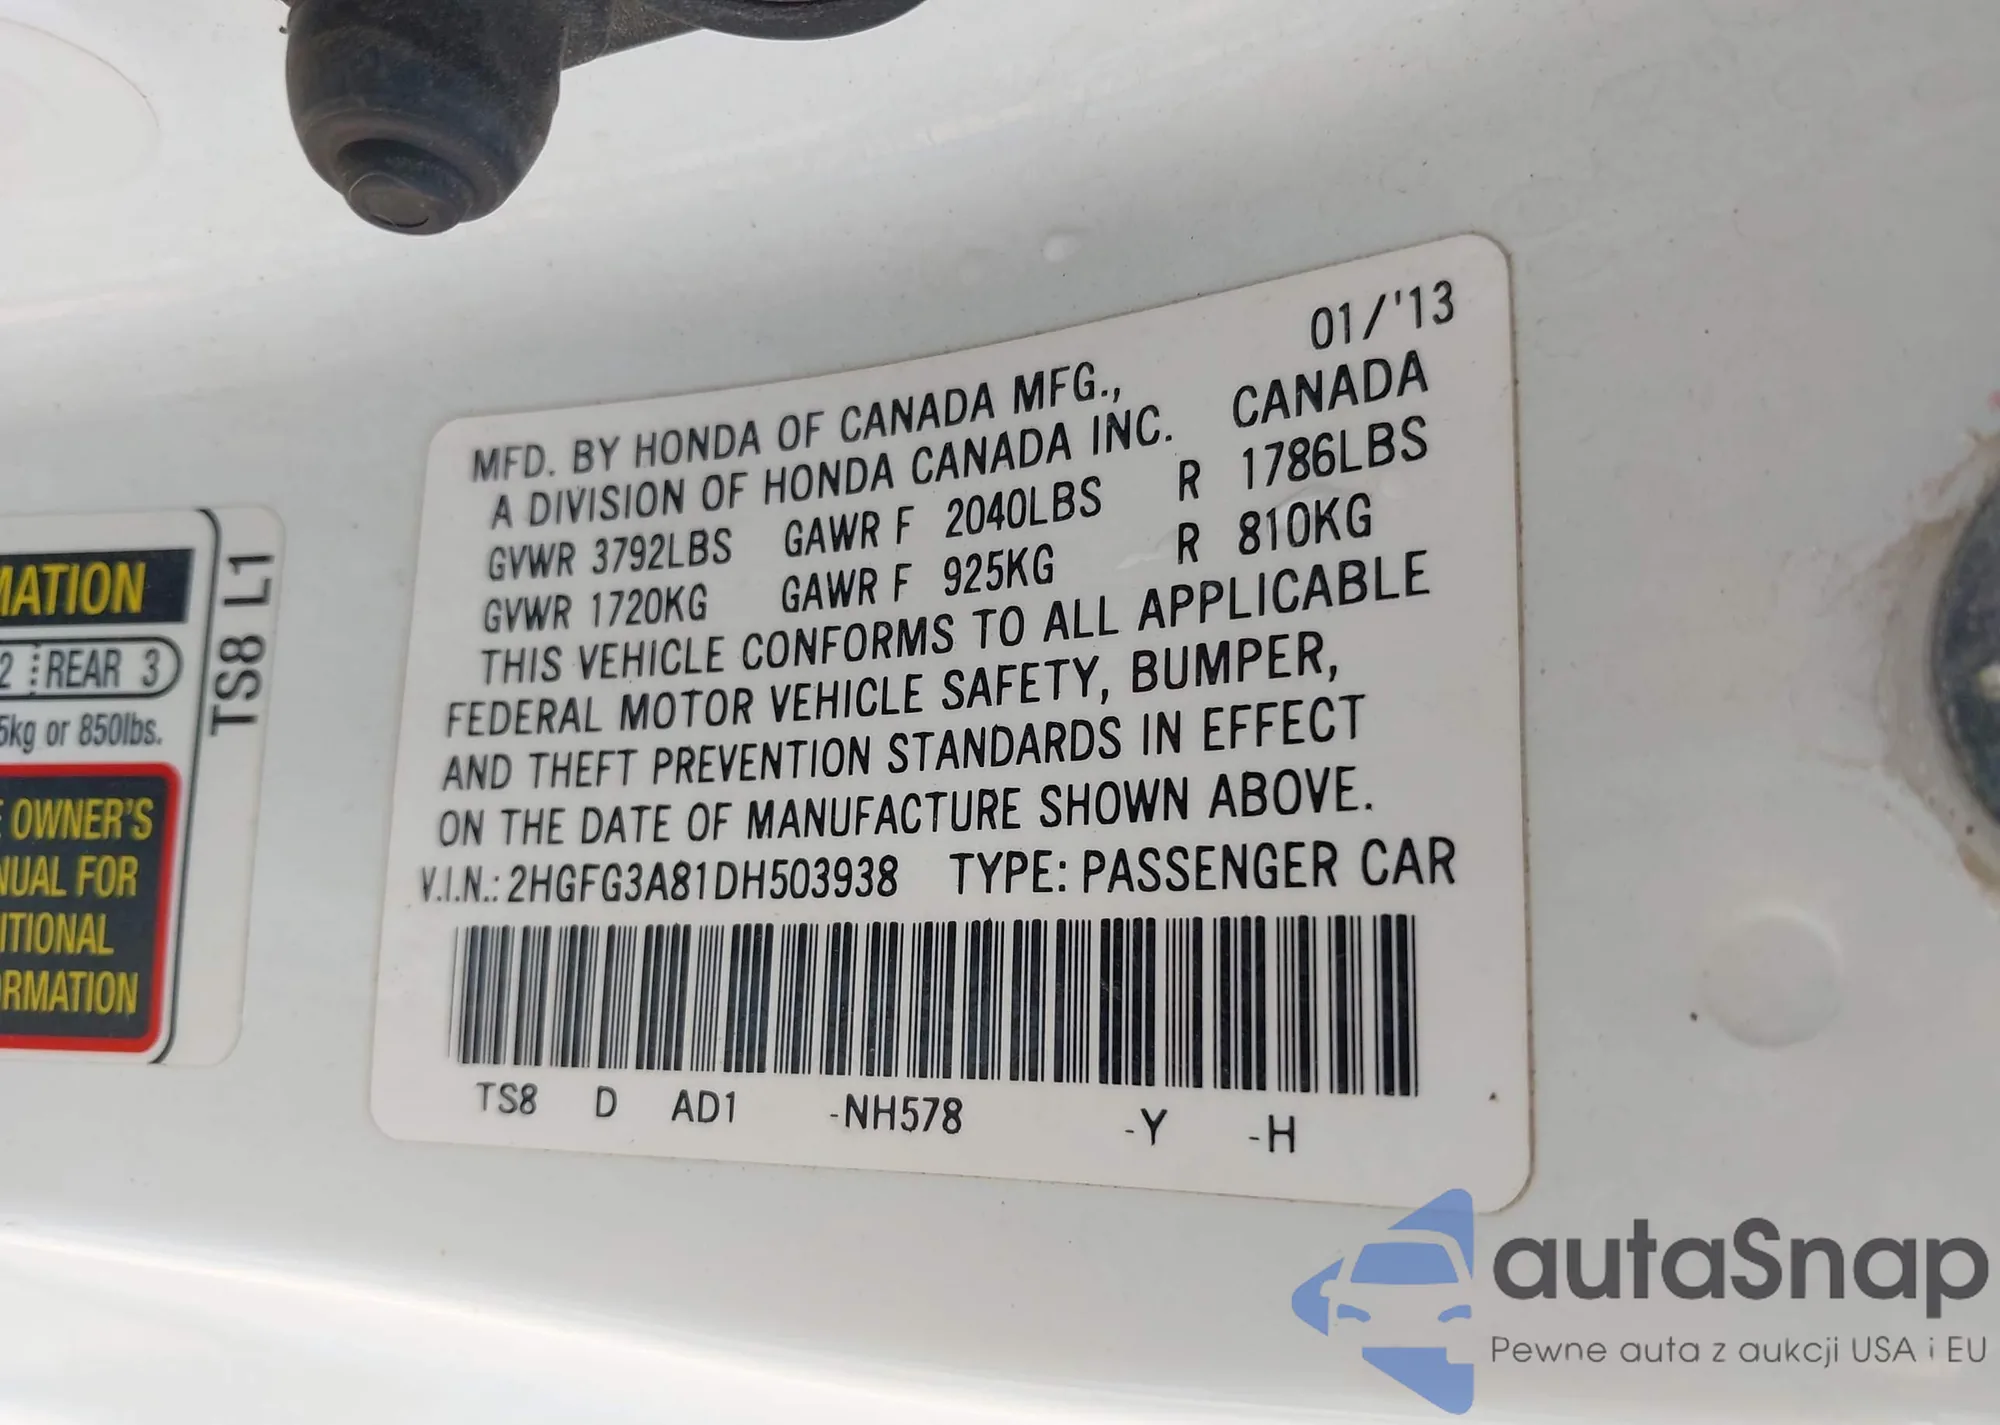 01/'13
MFD. BY HONDA OF CANADA MFG.,
A DIVISION OF HONDA CANADA INC. CANADA
GVWR 3792LBS GAWR F 2040LBS R 1786LBS
GVWR 1720KG GAWR F 925KG R 810KG
THIS VEHICLE CONFORMS TO ALL APPLICABLE
FEDERAL MOTOR VEHICLE SAFETY, BUMPER,
AND THEFT PREVENTION STANDARDS IN EFFECT
ON THE DATE OF MANUFACTURE SHOWN ABOVE.
V.I.N.: 2HGFG3A81DH503938 TYPE: PASSENGER CAR
TS8 D AD1 -NH578 -Y -H
MATION
2 REAR 3
5kg or 850lbs.
E OWNER'S
NUAL FOR
ITIONAL
ORMATION
TS8 L1
autaSnap
Pewne auta z aukcji USA i EU